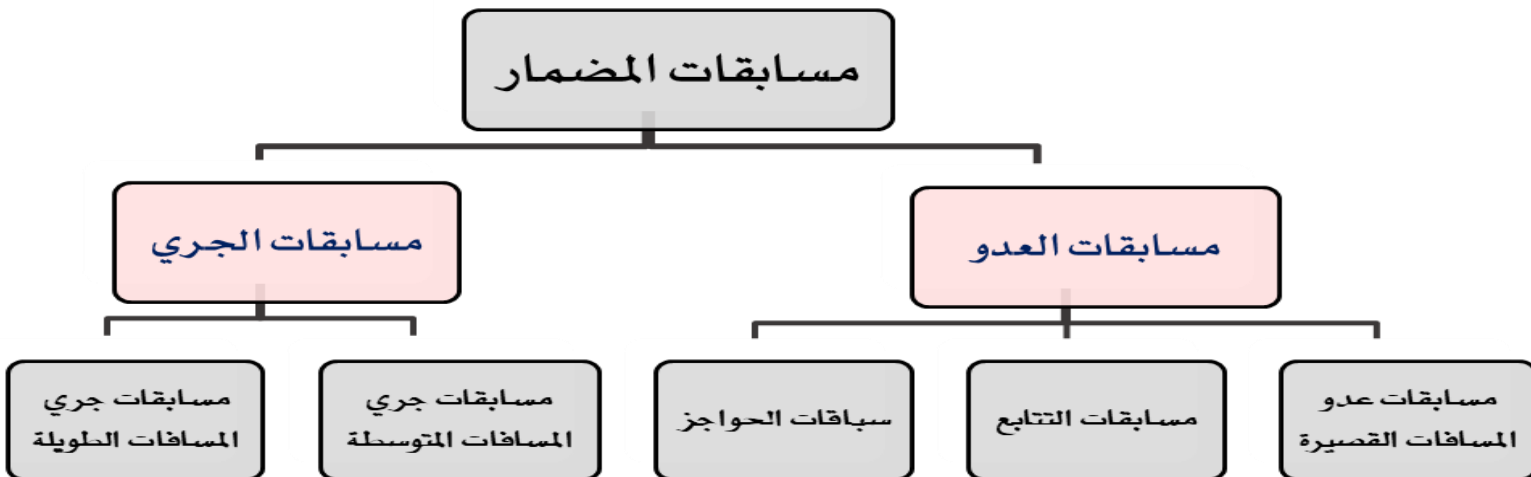 مسابقات المضمار
مسابقات العدو
مسابقات الجري
مسابقات عدو
المسافات القصيرة
مسابقات التتابع
سباقات الحواجز
مسابقات جري
المسافات المتوسطة
مسابقات جري
المسافات الطويلة